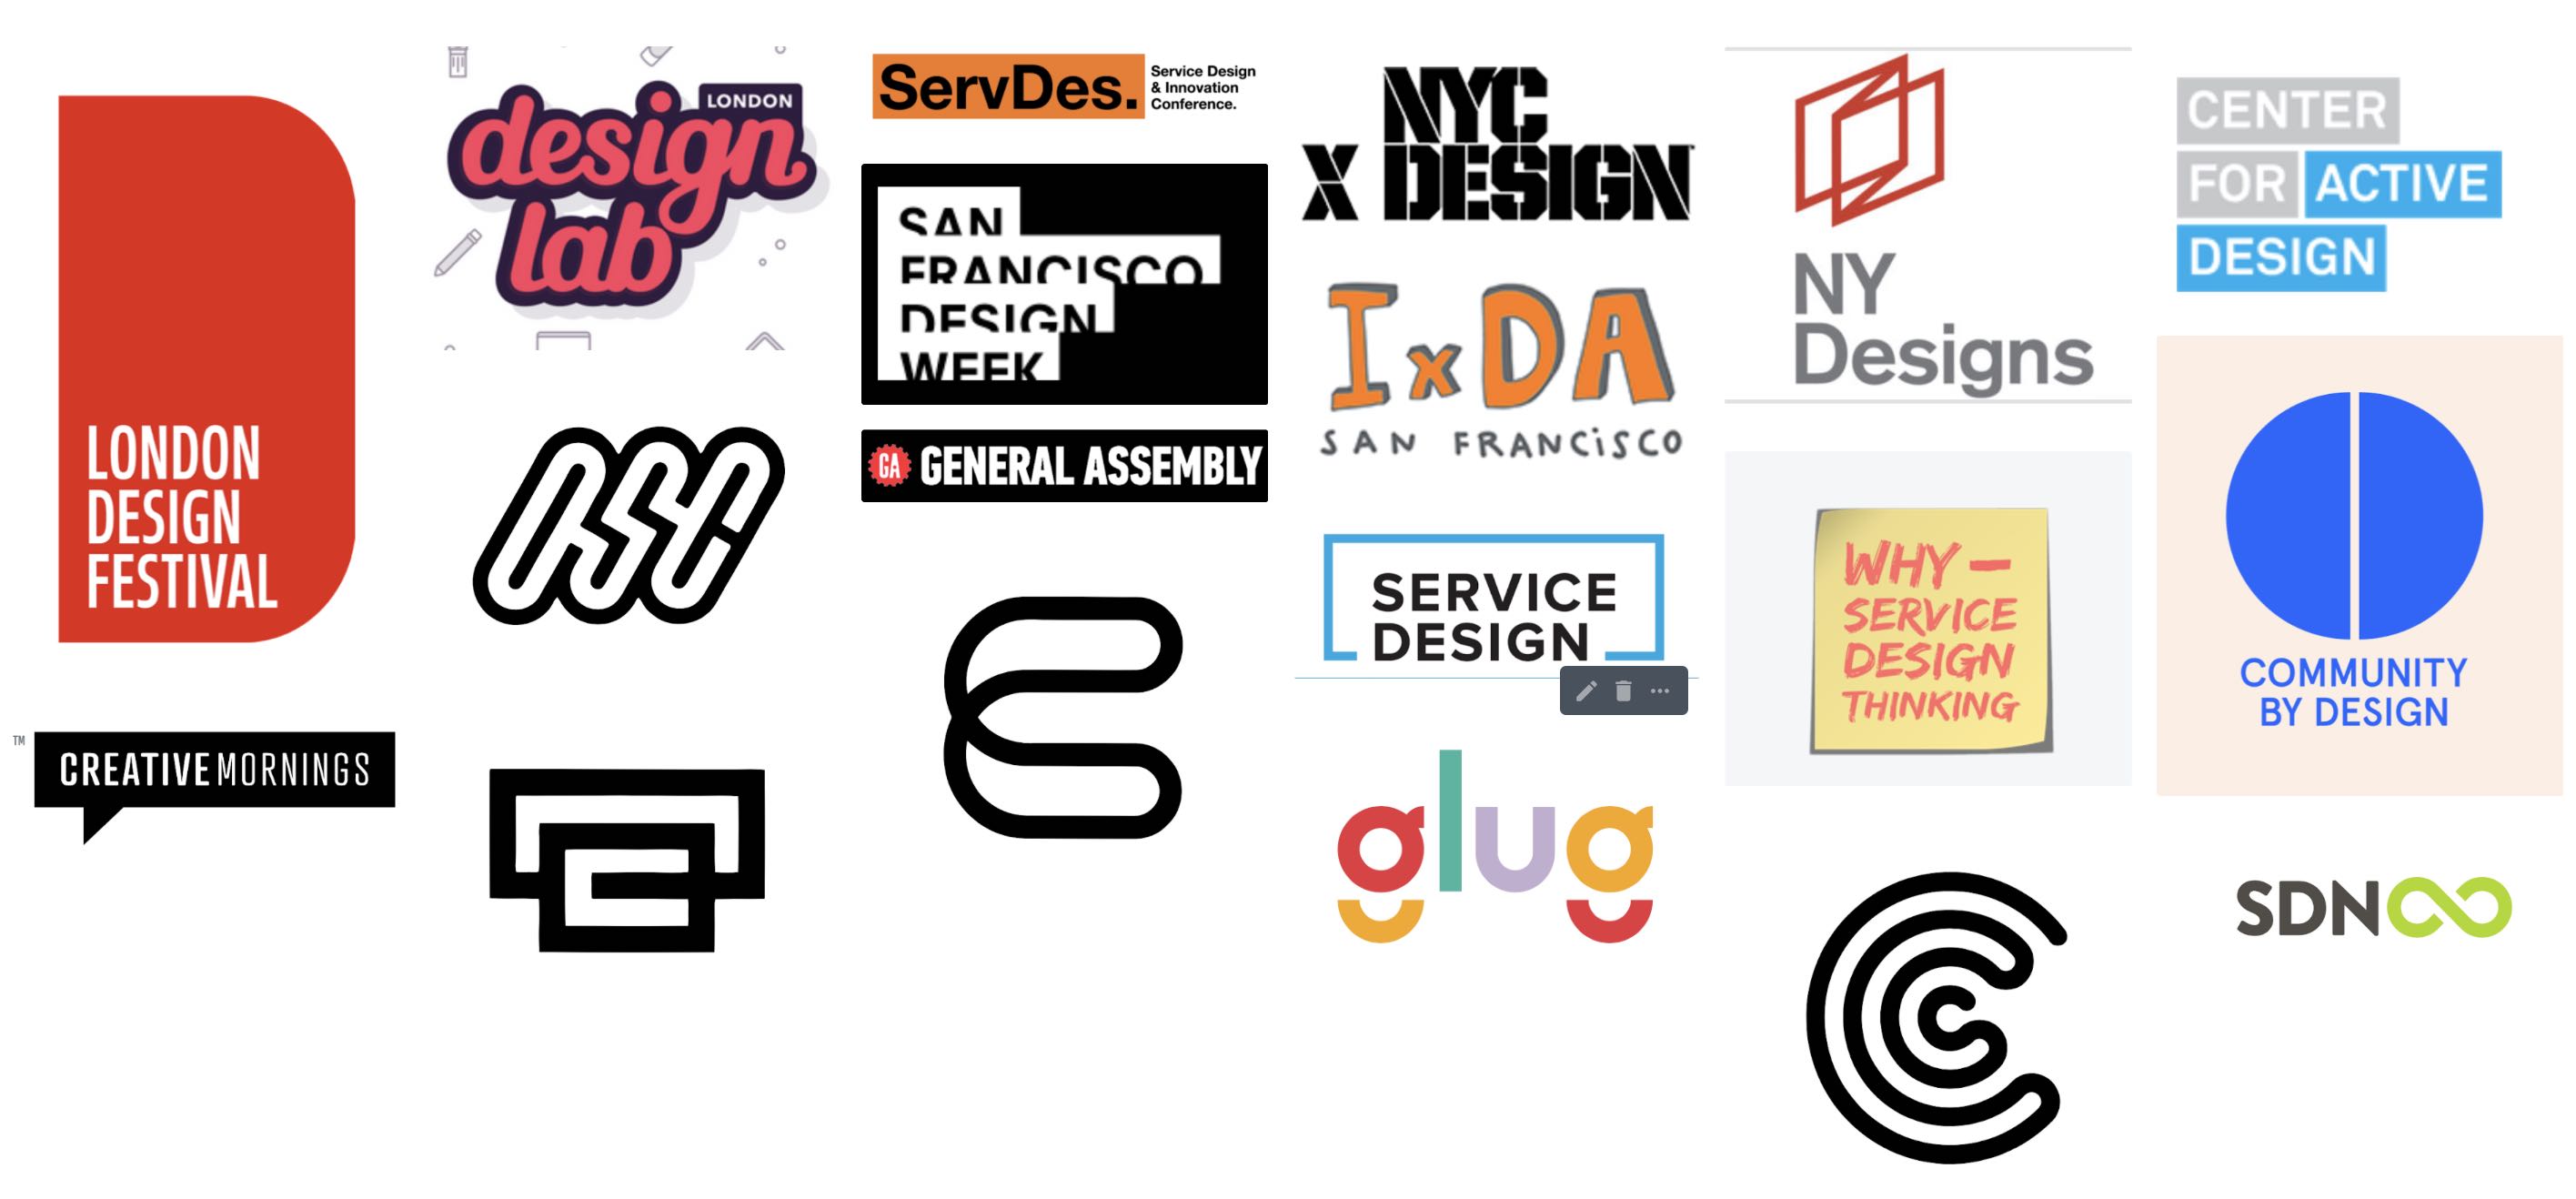 LONDON
DESIGN
FESTIVAL
™
CREATIVEMORNINGS
LONDON
design
lab
OSC
ServDes.
Service Design
& Innovation
Conference.
SAN
FRANCISCO
DESIGN
WEEK
GA
GENERAL ASSEMBLY
NYC
X DESIGN
IxDA
SAN FRANCiSCO
SERVICE
DESIGN
glug
NY
Designs
WHY —
SERVICE
DESIGN
THINKING
CENTER
FOR ACTIVE
DESIGN
COMMUNITY
BY DESIGN
SDN